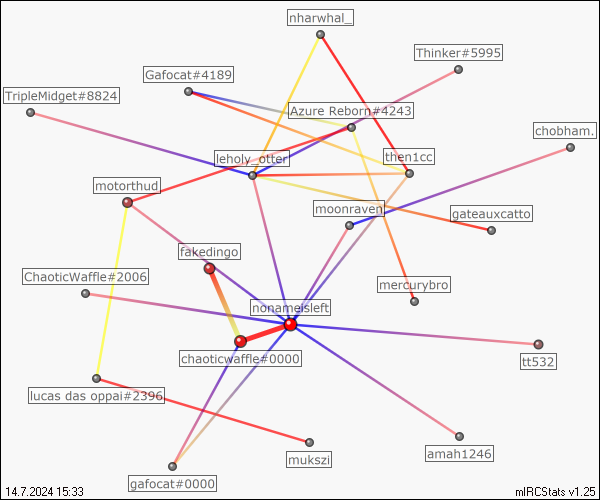 nharwhal_
Thinker#5995
Gafocat#4189
TripleMidget#8824
Azure Reborn#4243
chobham.
leholy_otter
then1cc
motorthud
moonraven
gateauxcatto
fakedingo
ChaoticWaffle#2006
mercurybro
nonameisleft
chaoticwaffle#0000
tt532
lucas das oppai#2396
amah1246
mukszi
gafocat#0000
14.7.2024 15:33
mIRCStats v1.25